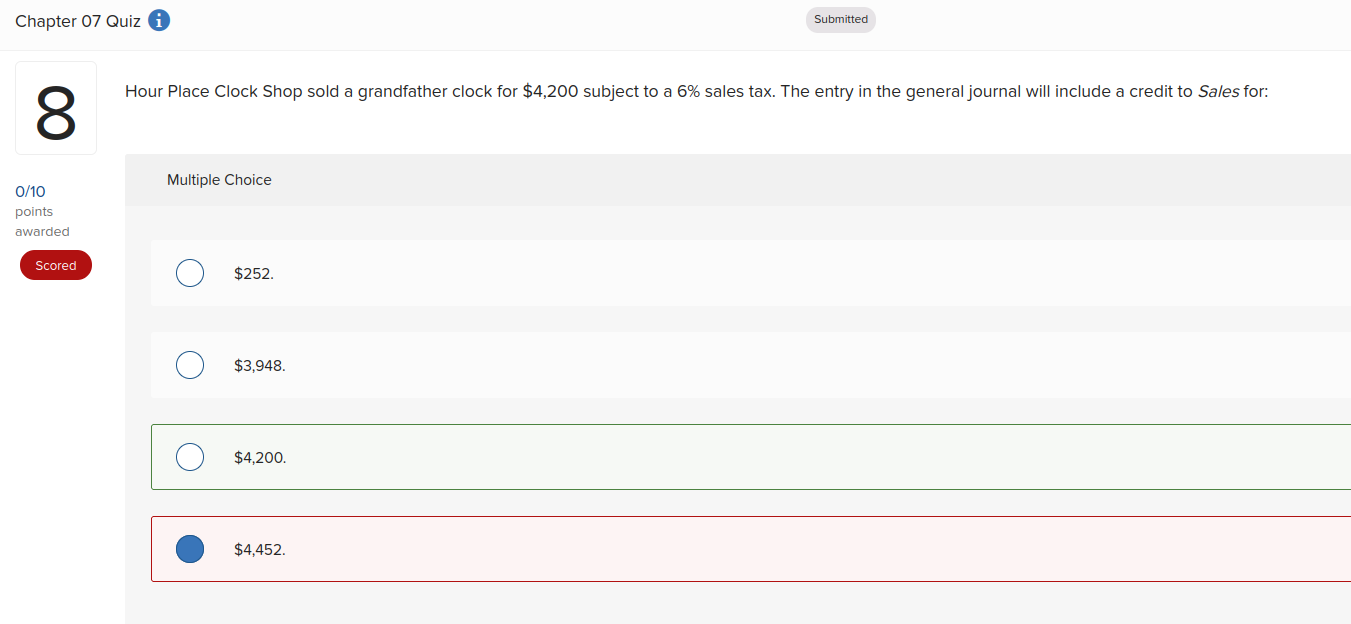 Chapter 07 Quiz i
Submitted
8
Hour Place Clock Shop sold a grandfather clock for $4,200 subject to a 6% sales tax. The entry in the general journal will include a credit to Sales for:
0/10
points
awarded
Scored
Multiple Choice
$252.
$3,948.
$4,200.
$4,452.